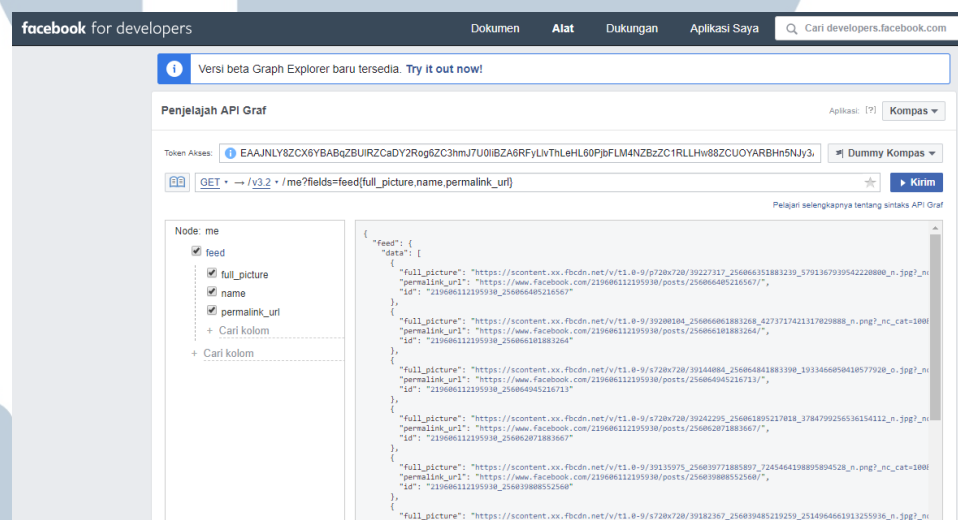 facebook for developers Dokumen Alat Dukungan Aplikasi Saya Cari developers.facebook.com
Versi beta Graph Explorer baru tersedia. Try it out now!
Penjelajah API Graf Aplikasi: [?] Kompas
Token Akses: Dummy Kompas
GET → /v3.2 / me?fields=feed{full_picture,name,permalink_url} Kirim
Pelajari selengkapnya tentang sintaks API Graf
Node: me
feed
full_picture
name
permalink_url
+ Cari kolom
+ Cari kolom
{
"feed": {
"data": [
{
"full_picture": "https://scontent.xx.fbcdn.net/v/t1.0-9/p720x720/39227317_256066351883239_5791367939542220800_n.jpg?_nc
"permalink_url": "https://www.facebook.com/219606112195930/posts/256066405216567/",
"id": "219606112195930_256066405216567"
},
{
"full_picture": "https://scontent.xx.fbcdn.net/v/t1.0-9/39200104_256066061883268_4273717421317029888_n.jpg?_nc_cat=100
"permalink_url": "https://www.facebook.com/219606112195930/posts/256066101883264/",
"id": "219606112195930_256066101883264"
},
{
"full_picture": "https://scontent.xx.fbcdn.net/v/t1.0-9/s720x720/39144084_256064841883390_1933466050410577920_o.jpg?_nc
"permalink_url": "https://www.facebook.com/219606112195930/posts/256064945216713/",
"id": "219606112195930_256064945216713"
},
{
"full_picture": "https://scontent.xx.fbcdn.net/v/t1.0-9/s720x720/39242295_256061895217018_3784799256536154112_n.jpg?_nc
"permalink_url": "https://www.facebook.com/219606112195930/posts/256062071883667/",
"id": "219606112195930_256062071883667"
},
{
"full_picture": "https://scontent.xx.fbcdn.net/v/t1.0-9/39135975_256039771885897_7245464198895894528_n.png?_nc_cat=100
"permalink_url": "https://www.facebook.com/219606112195930/posts/256039808552560/",
"id": "219606112195930_256039808552560"
},
{
"full_picture": "https://scontent.xx.fbcdn.net/v/t1.0-9/s720x720/39182367_256039485219259_2514964661913255936_n.jpg?_nc